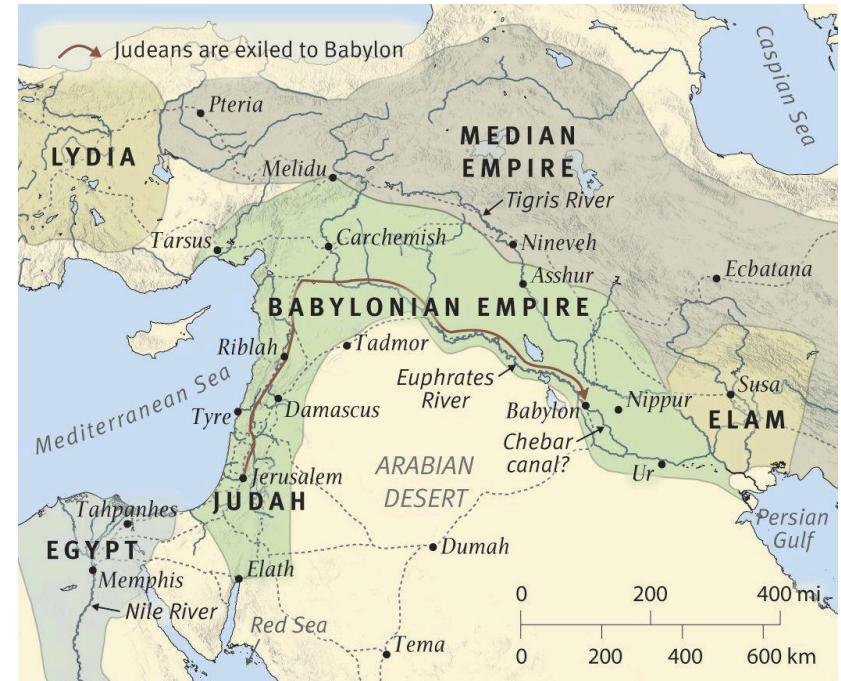 Judeans are exiled to Babylon
Caspian Sea
Pteria
LYDIA
MEDIAN
EMPIRE
Melidu
Tigris River
Tarsus
Carchemish
Nineveh
Asshur
Ecbatana
BABYLONIAN EMPIRE
Riblah
Tadmor
Mediterranean Sea
Euphrates
River
Susa
Tyre
Damascus
Babylon
Nippur
ELAM
Chebar
canal?
Jerusalem
ARABIAN
DESERT
Ur
JUDAH
Tahpanhes
Persian
Gulf
EGYPT
Dumah
Memphis
Elath
Nile River
Red Sea
Tema
0 200 400 mi
0 200 400 600 km